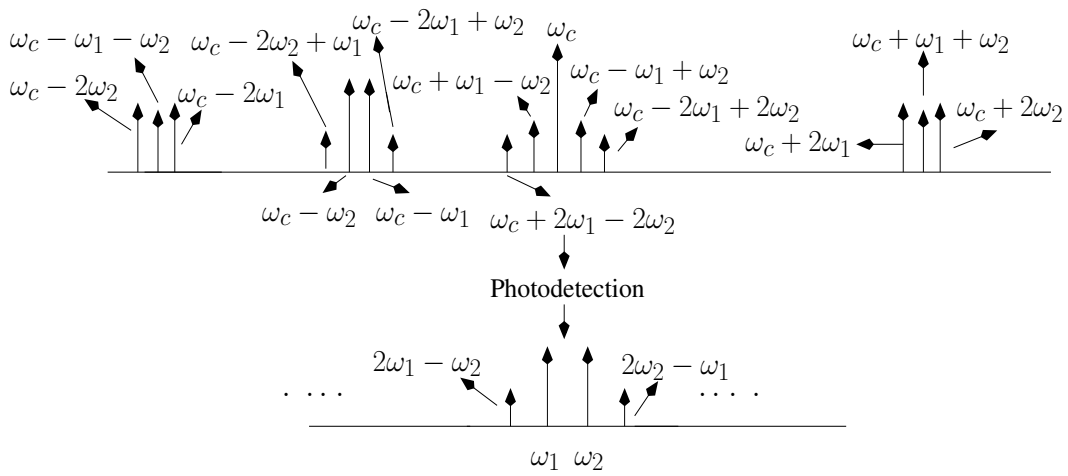 ω_c − 2ω_1 + ω_2
ω_c
ω_c − ω_1 − ω_2
ω_c − 2ω_2 + ω_1
ω_c + ω_1 + ω_2
ω_c + ω_1 − ω_2
ω_c − ω_1 + ω_2
ω_c − 2ω_2
ω_c − 2ω_1
ω_c − 2ω_1 + 2ω_2
ω_c + 2ω_2
ω_c + 2ω_1
ω_c − ω_2
ω_c − ω_1
ω_c + 2ω_1 − 2ω_2
Photodetection
2ω_1 − ω_2
2ω_2 − ω_1
. . . .
. . . .
ω_1 ω_2